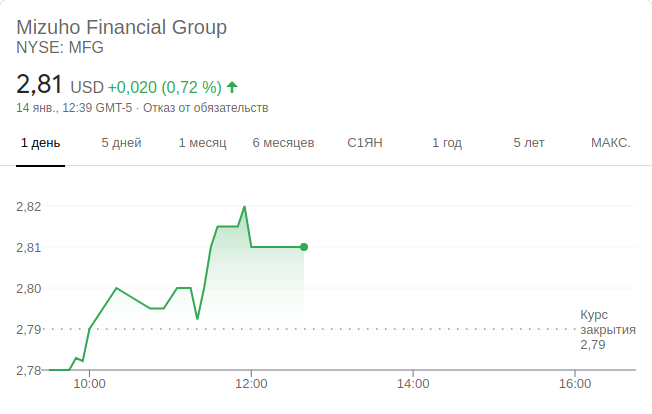 Mizuho Financial Group
NYSE: MFG
2,81 USD +0,020 (0,72 %)
14 янв., 12:39 GMT-5 · Отказ от обязательств
1 день 5 дней 1 месяц 6 месяцев С1ЯН 1 год 5 лет МАКС.
2,82
2,81
2,80
2,79
Курс
закрытия
2,79
2,78
10:00 12:00 14:00 16:00